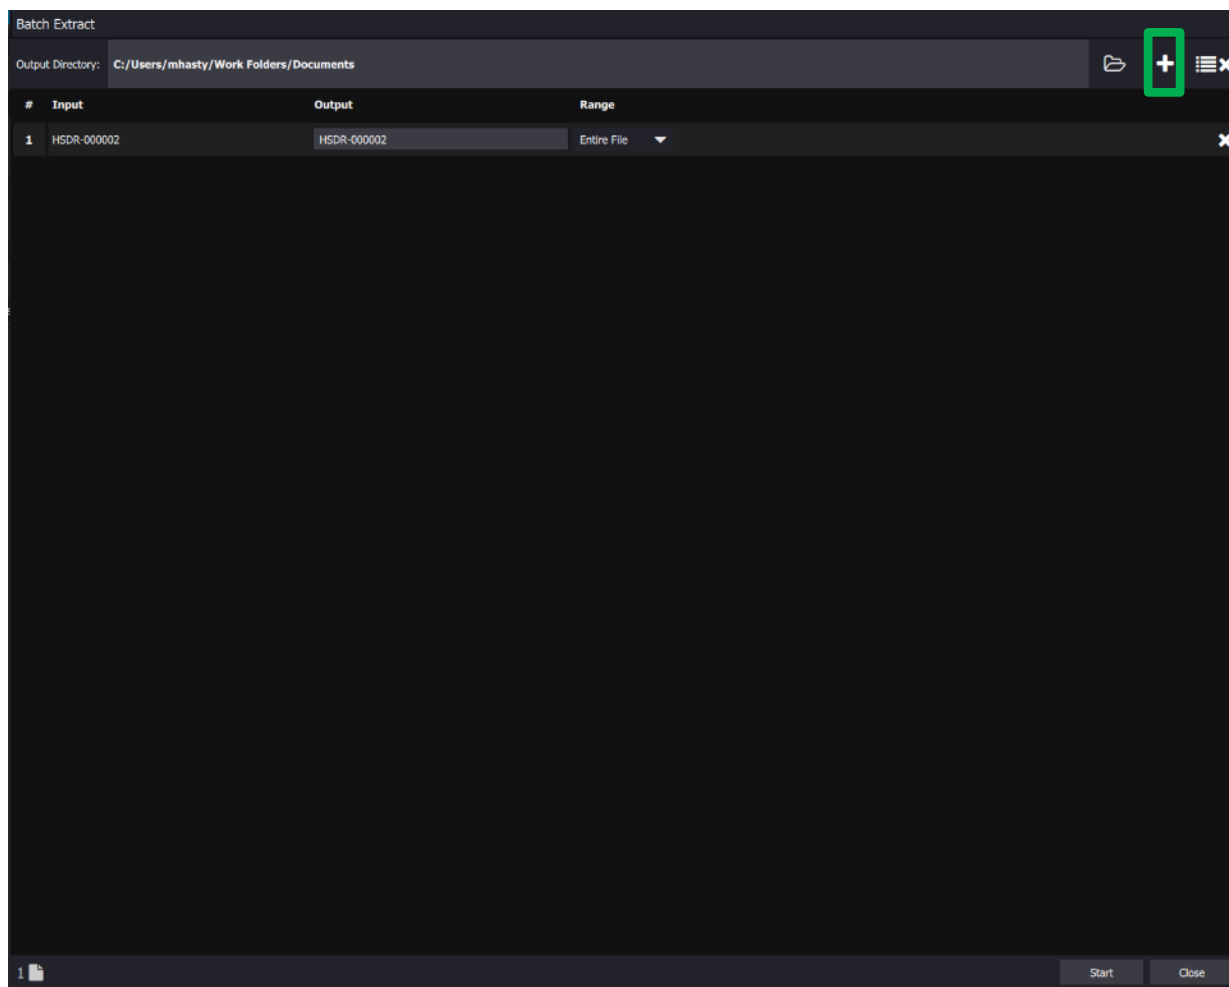 Batch Extract
Output Directory: C:/Users/mhasty/Work Folders/Documents
# Input Output Range
1 HSDR-000002 HSDR-000002 Entire File
1 Start Close